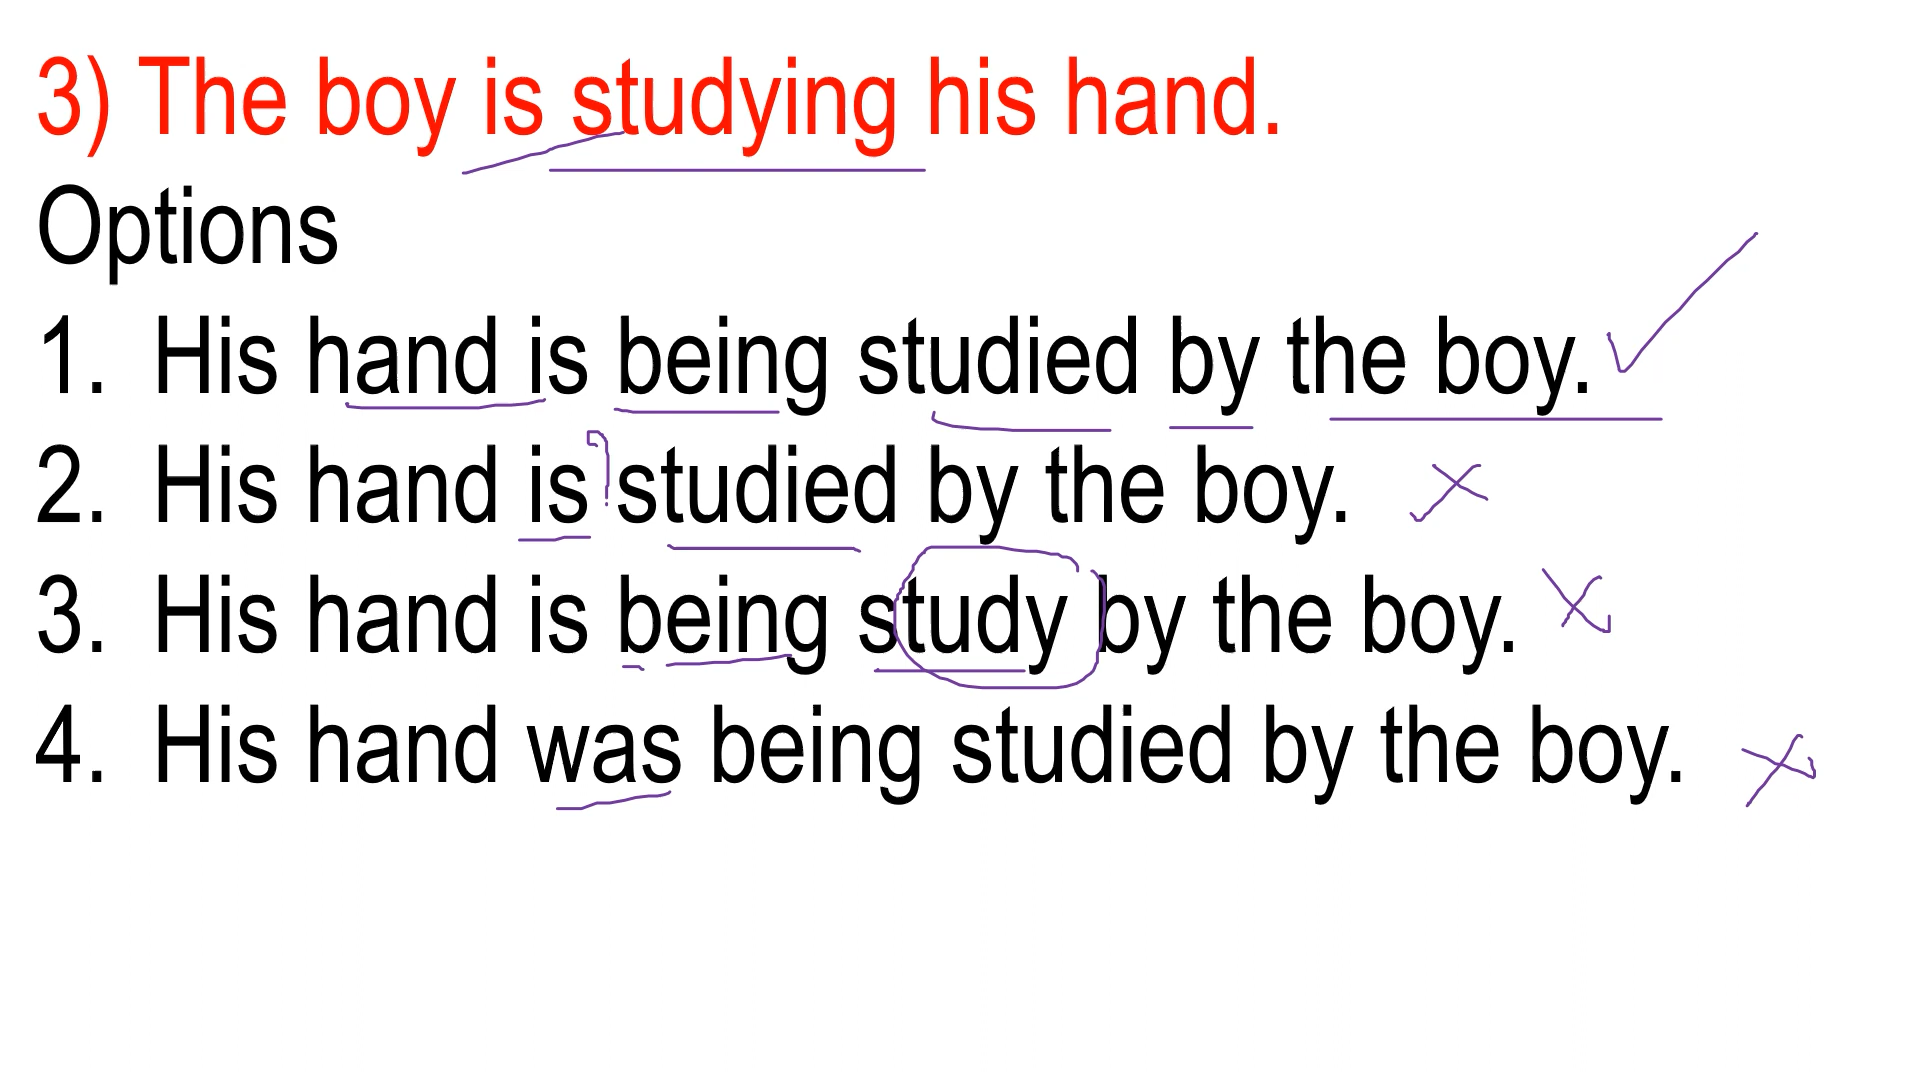 3) The boy is studying his hand.
Options
1. His hand is being studied by the boy.
2. His hand is studied by the boy.
3. His hand is being study by the boy.
4. His hand was being studied by the boy.